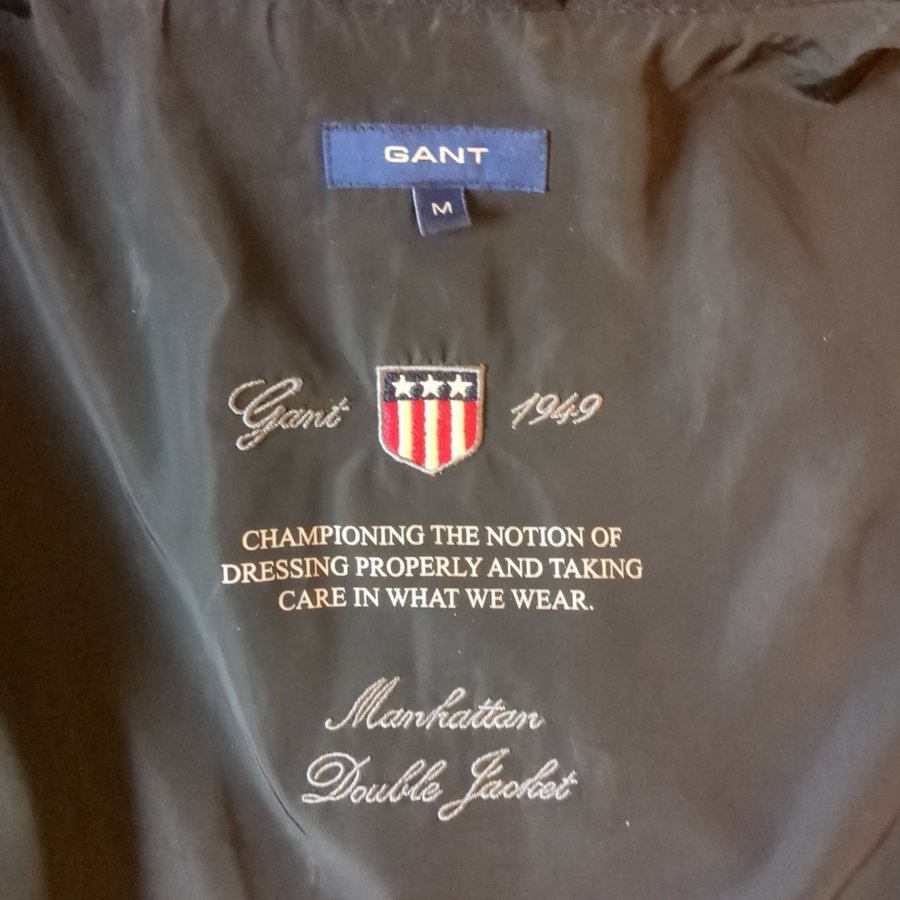 GANT
M
Gant 1949
CHAMPIONING THE NOTION OF
DRESSING PROPERLY AND TAKING
CARE IN WHAT WE WEAR.
Manhattan
Double Jacket